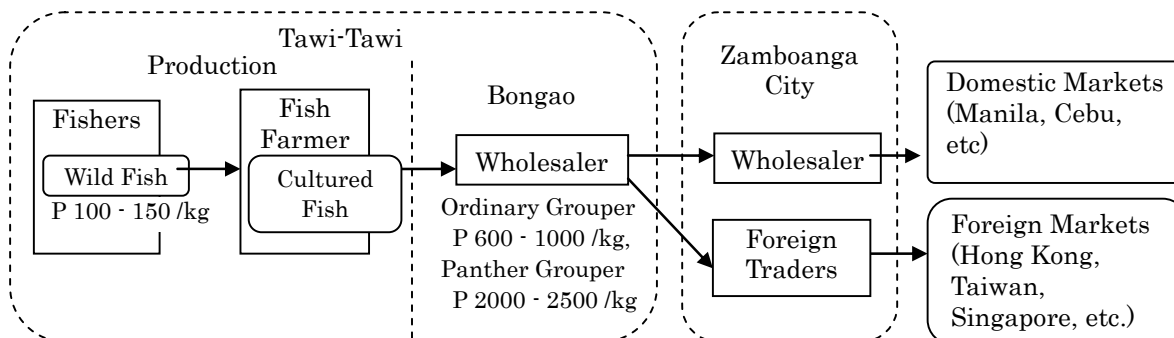 Tawi-Tawi
Production
Fishers
Wild Fish
P 100 - 150 /kg
Fish
Farmer
Cultured
Fish
Bongao
Wholesaler
Ordinary Grouper
P 600 - 1000 /kg,
Panther Grouper
P 2000 - 2500 /kg
Zamboanga
City
Wholesaler
Foreign
Traders
Domestic Markets
(Manila, Cebu,
etc)
Foreign Markets
(Hong Kong,
Taiwan,
Singapore, etc.)